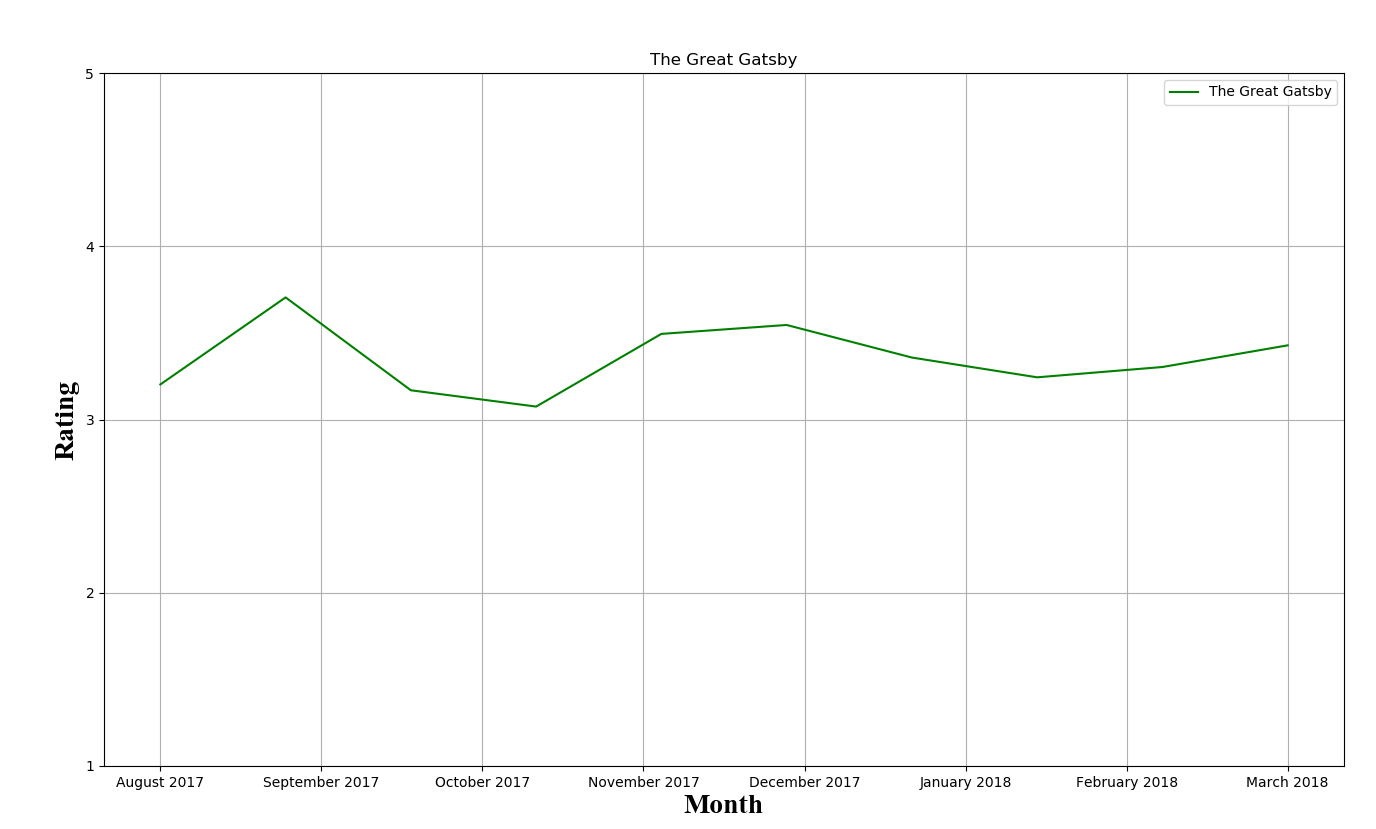 The Great Gatsby
The Great Gatsby
5
4
3
2
1
Rating
August 2017 September 2017 October 2017 November 2017 December 2017 January 2018 February 2018 March 2018
Month